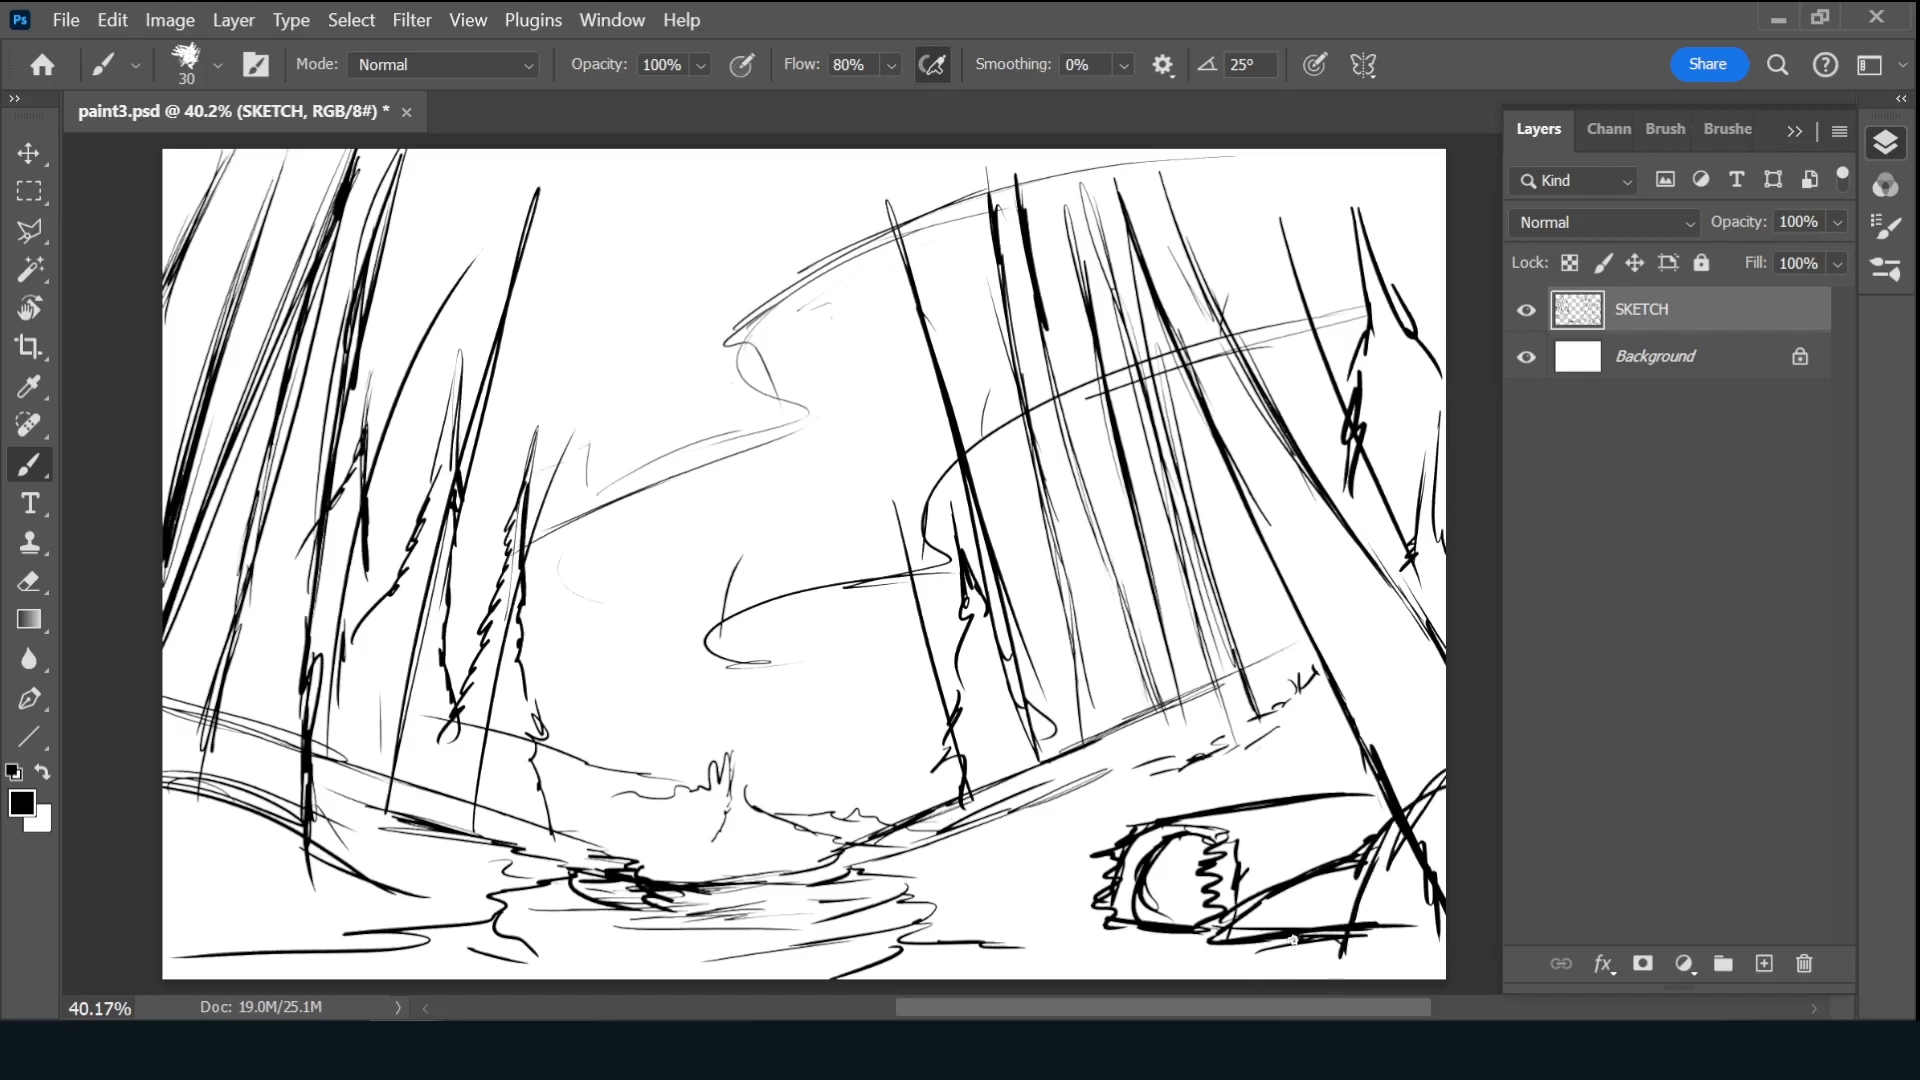 Ps File Edit Image Layer Type Select Filter View Plugins Window Help
30 Mode: Normal Opacity: 100% Flow: 80% Smoothing: 0% 25° Share
paint3.psd @ 40.2% (SKETCH, RGB/8#) *
Layers Chann Brush Brushe
Kind
Normal Opacity: 100%
Lock: Fill: 100%
SKETCH
Background
fx
40.17% Doc: 19.0M/25.1M